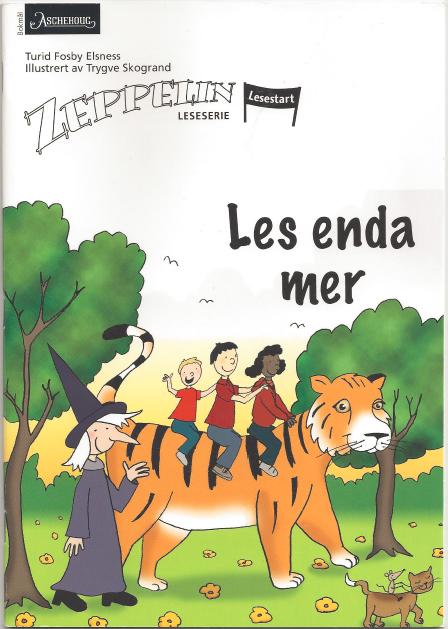 Bokmål
ASCHEHOUG
Turid Fosby Elsness
Illustrert av Trygve Skogrand
ZEPPELIN
LESESERIE
Lesestart
Les enda
mer